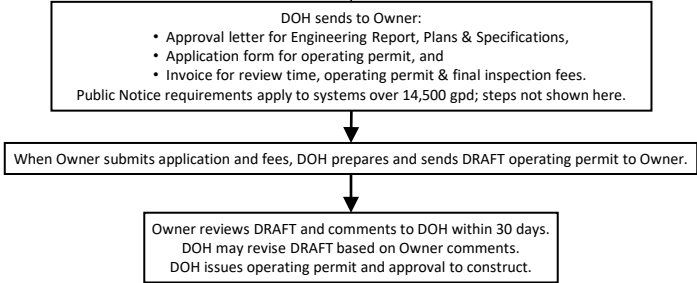 DOH sends to Owner:
• Approval letter for Engineering Report, Plans & Specifications,
• Application form for operating permit, and
• Invoice for review time, operating permit & final inspection fees.
Public Notice requirements apply to systems over 14,500 gpd; steps not shown here.
When Owner submits application and fees, DOH prepares and sends DRAFT operating permit to Owner.
Owner reviews DRAFT and comments to DOH within 30 days.
DOH may revise DRAFT based on Owner comments.
DOH issues operating permit and approval to construct.